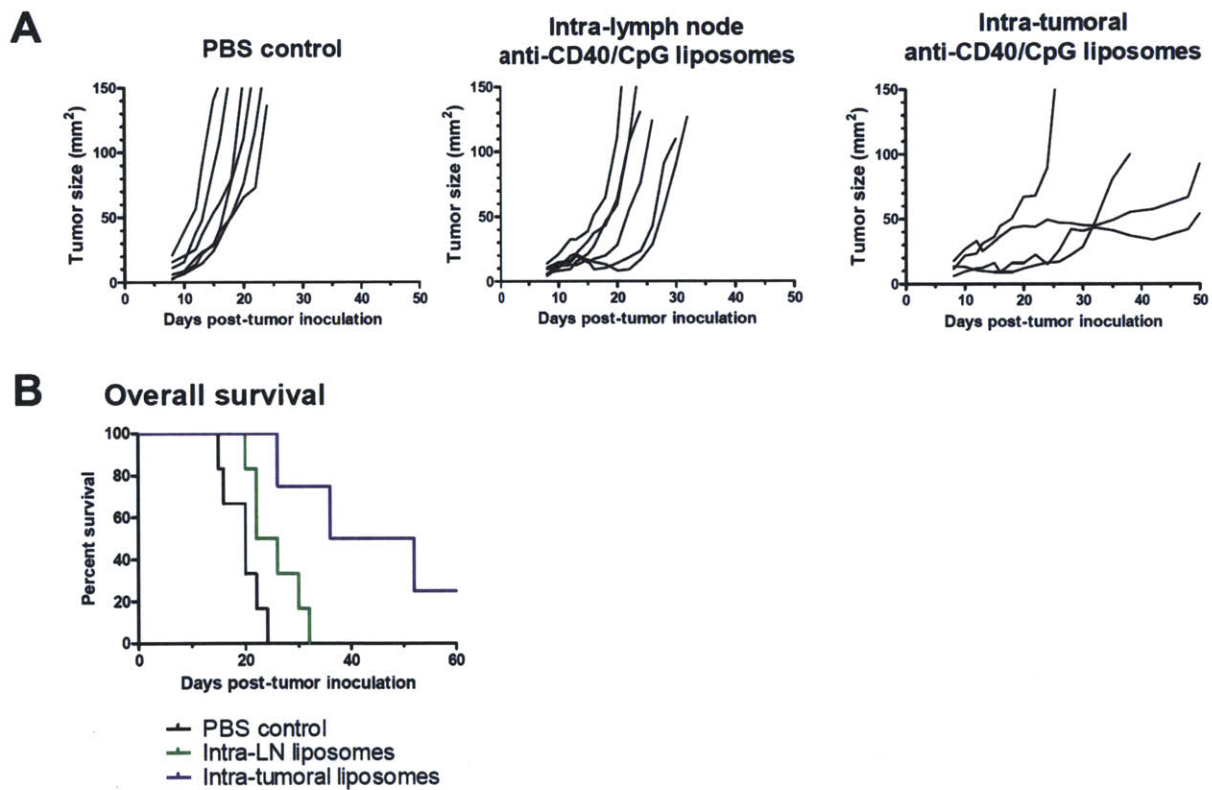 A
PBS control
Intra-lymph node
anti-CD40/CpG liposomes
Intra-tumoral
anti-CD40/CpG liposomes
Tumor size (mm²)
150
100
50
0
0 10 20 30 40 50
Days post-tumor inoculation
Tumor size (mm²)
150
100
50
0
0 10 20 30 40 50
Days post-tumor inoculation
Tumor size (mm²)
150
100
50
0
0 10 20 30 40 50
Days post-tumor inoculation
B
Overall survival
Percent survival
100
80
60
40
20
0
0 20 40 60
Days post-tumor inoculation
PBS control
Intra-LN liposomes
Intra-tumoral liposomes